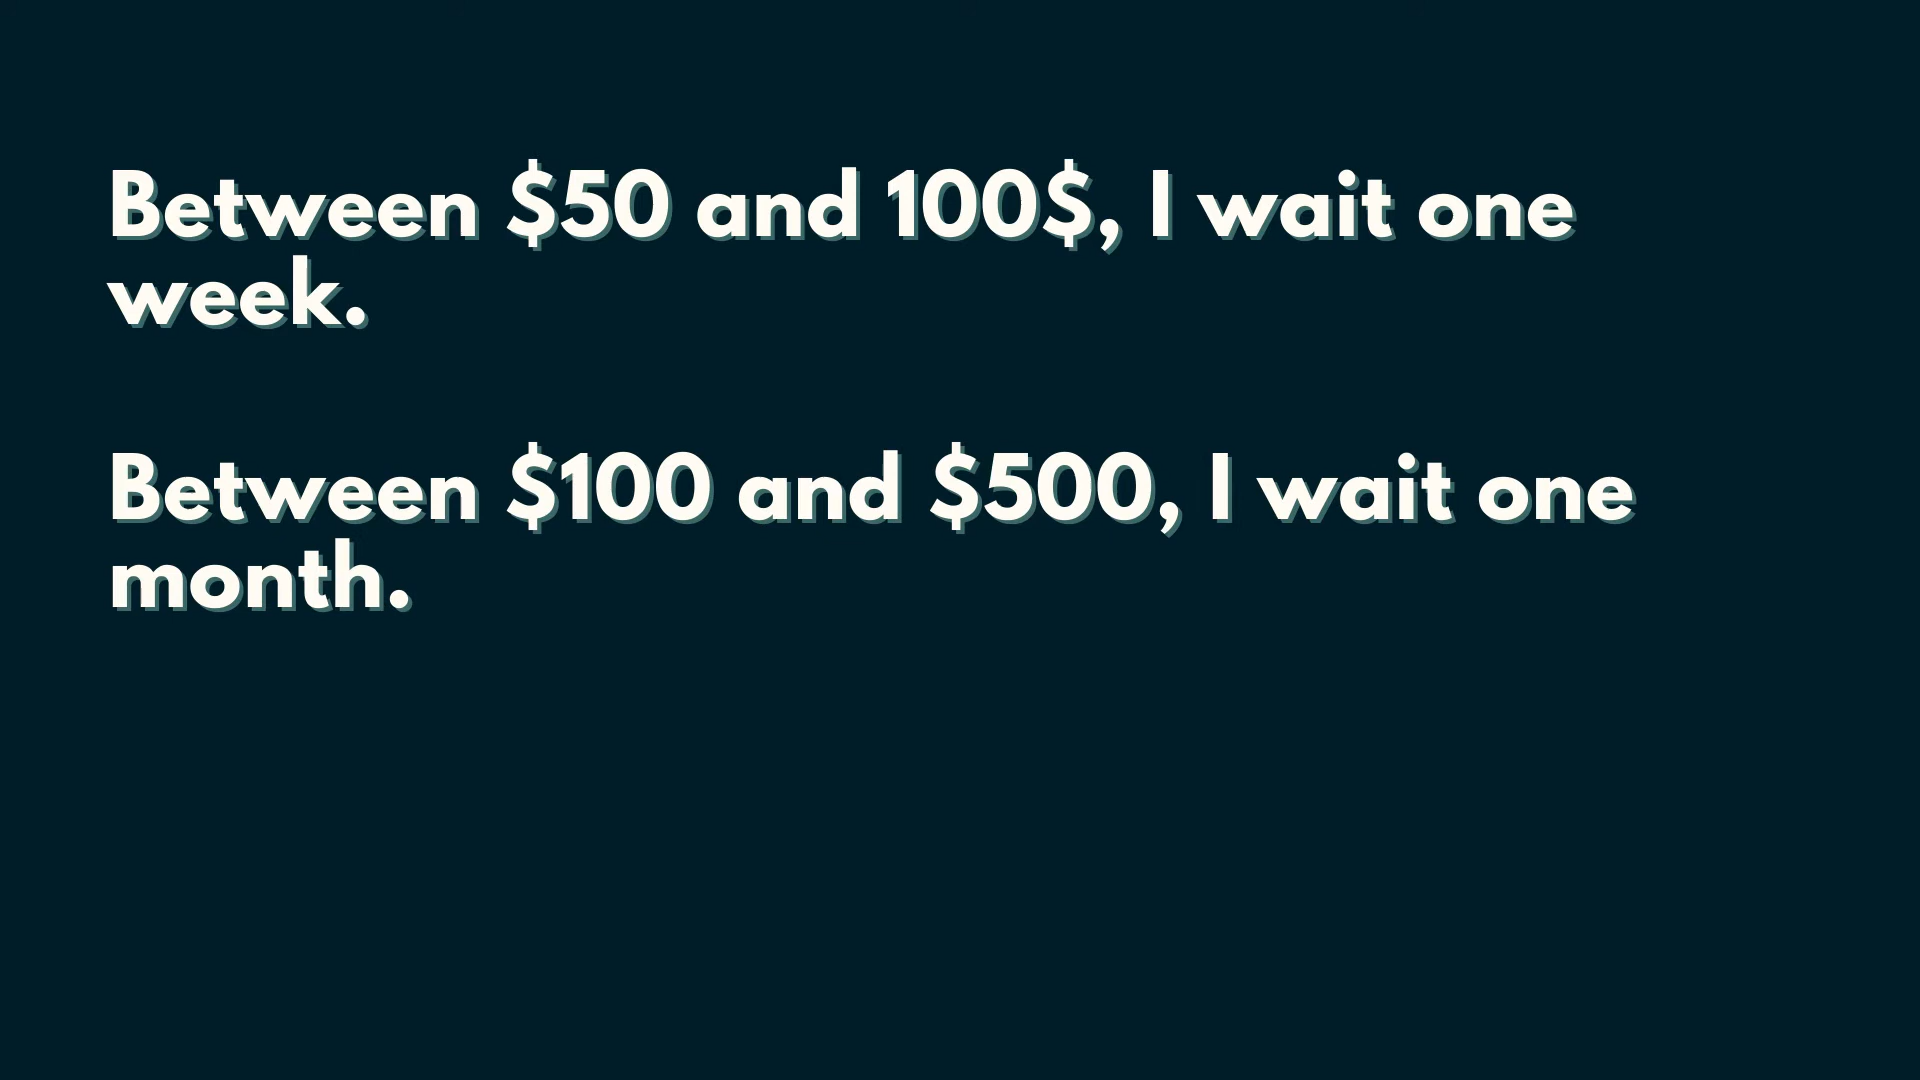 Between $50 and 100$, I wait one
week.
Between $100 and $500, I wait one
month.